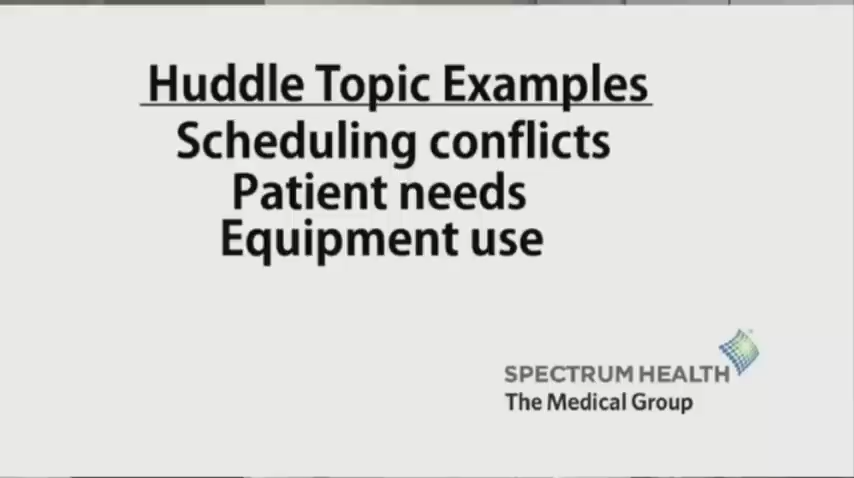 Huddle Topic Examples
Scheduling conflicts
Patient needs
Equipment use
SPECTRUM HEALTH
The Medical Group